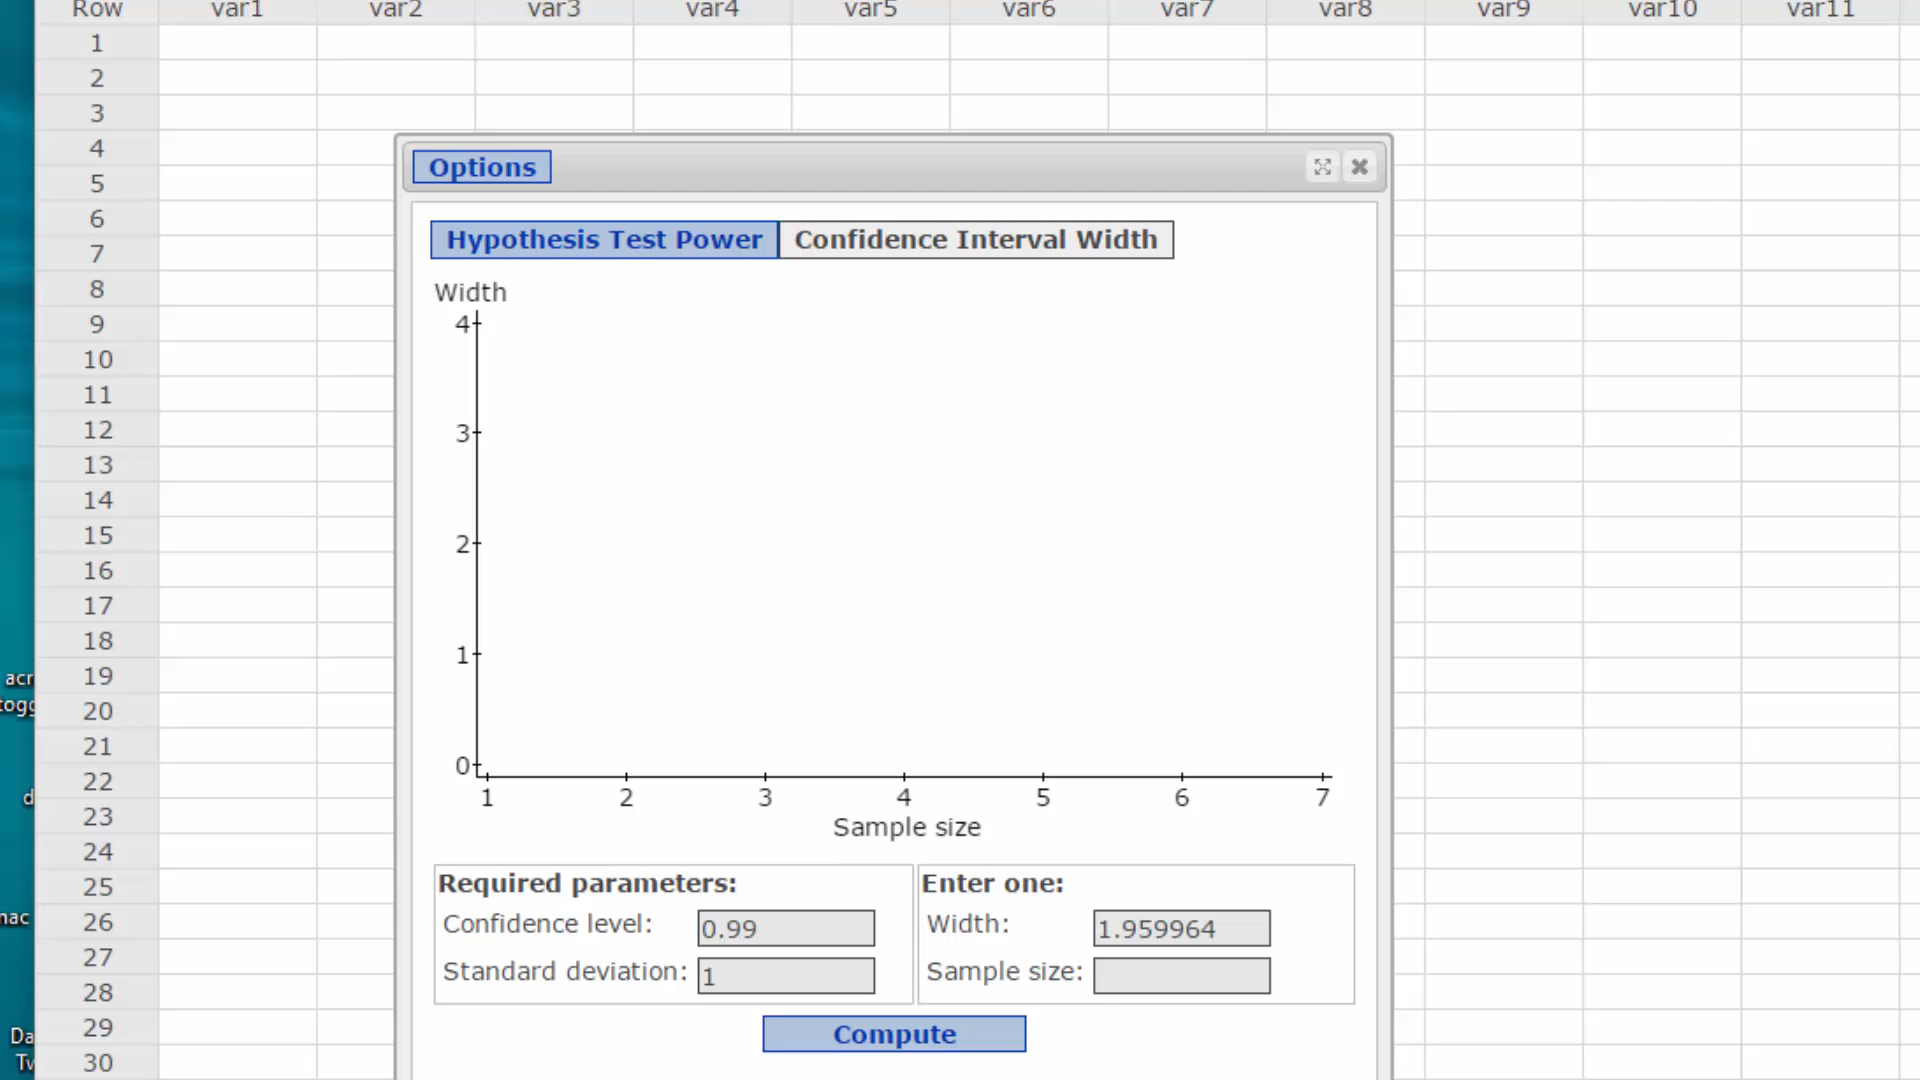 Row var1 var2 var3 var4 var5 var6 var7 var8 var9 var10 var11
1
2
3
4
5
6
7
8
9
10
11
12
13
14
15
16
17
18
19
20
21
22
23
24
25
26
27
28
29
30
Options
Hypothesis Test Power Confidence Interval Width
Width
4
3
2
1
0
1 2 3 4 5 6 7
Sample size
Required parameters:
Confidence level: 0.99
Standard deviation: 1
Enter one:
Width: 1.959964
Sample size:
Compute
acr
togg
d
nac
Da